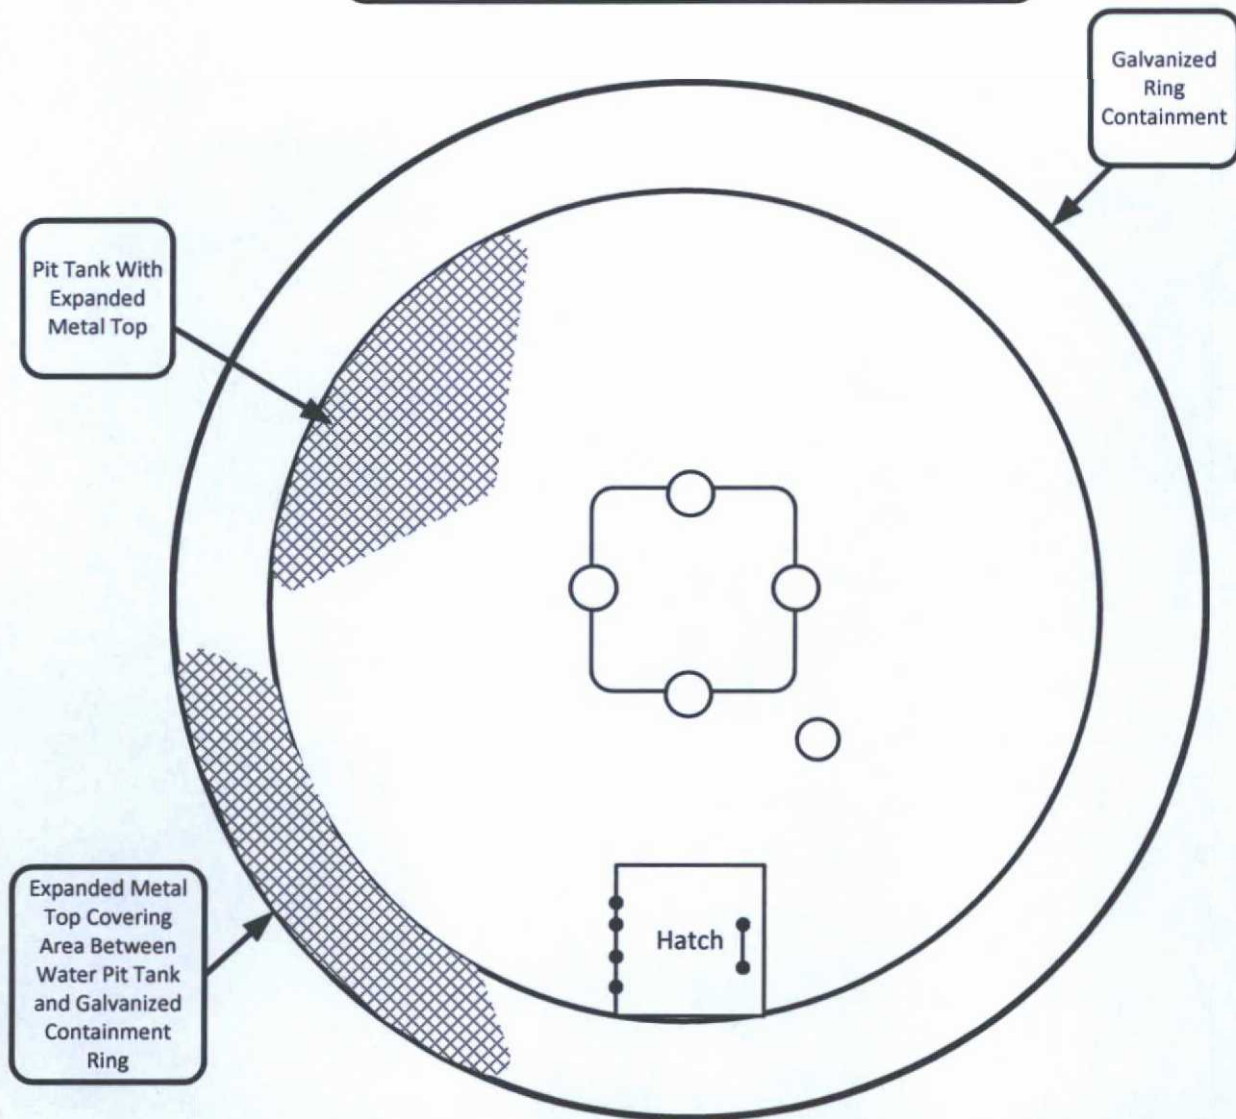 Galvanized
Ring
Containment
Pit Tank With
Expanded
Metal Top
Expanded Metal
Top Covering
Area Between
Water Pit Tank
and Galvanized
Containment
Ring
Hatch